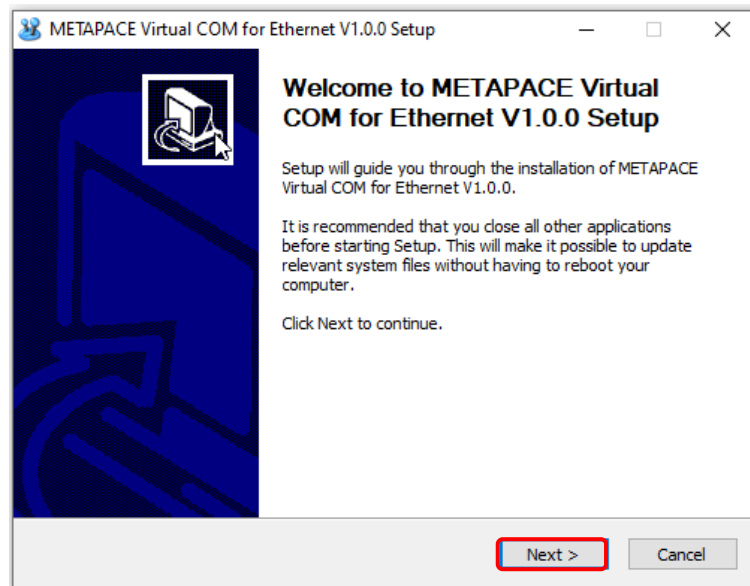 METAPACE Virtual COM for Ethernet V1.0.0 Setup
Welcome to METAPACE Virtual
COM for Ethernet V1.0.0 Setup
Setup will guide you through the installation of METAPACE
Virtual COM for Ethernet V1.0.0.
It is recommended that you close all other applications
before starting Setup. This will make it possible to update
relevant system files without having to reboot your
computer.
Click Next to continue.
Next >
Cancel